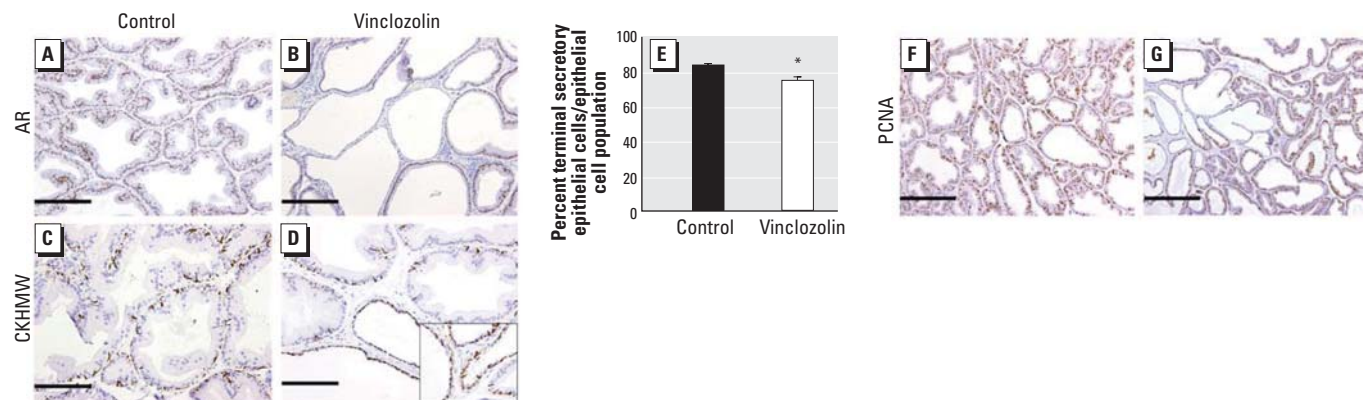 Control
Vinclozolin
A
B
AR
C
D
CKHMW
E
Percent terminal secretory
epithelial cells/epithelial
cell population
100
80
60
40
20
0
*
Control
Vinclozolin
F
G
PCNA